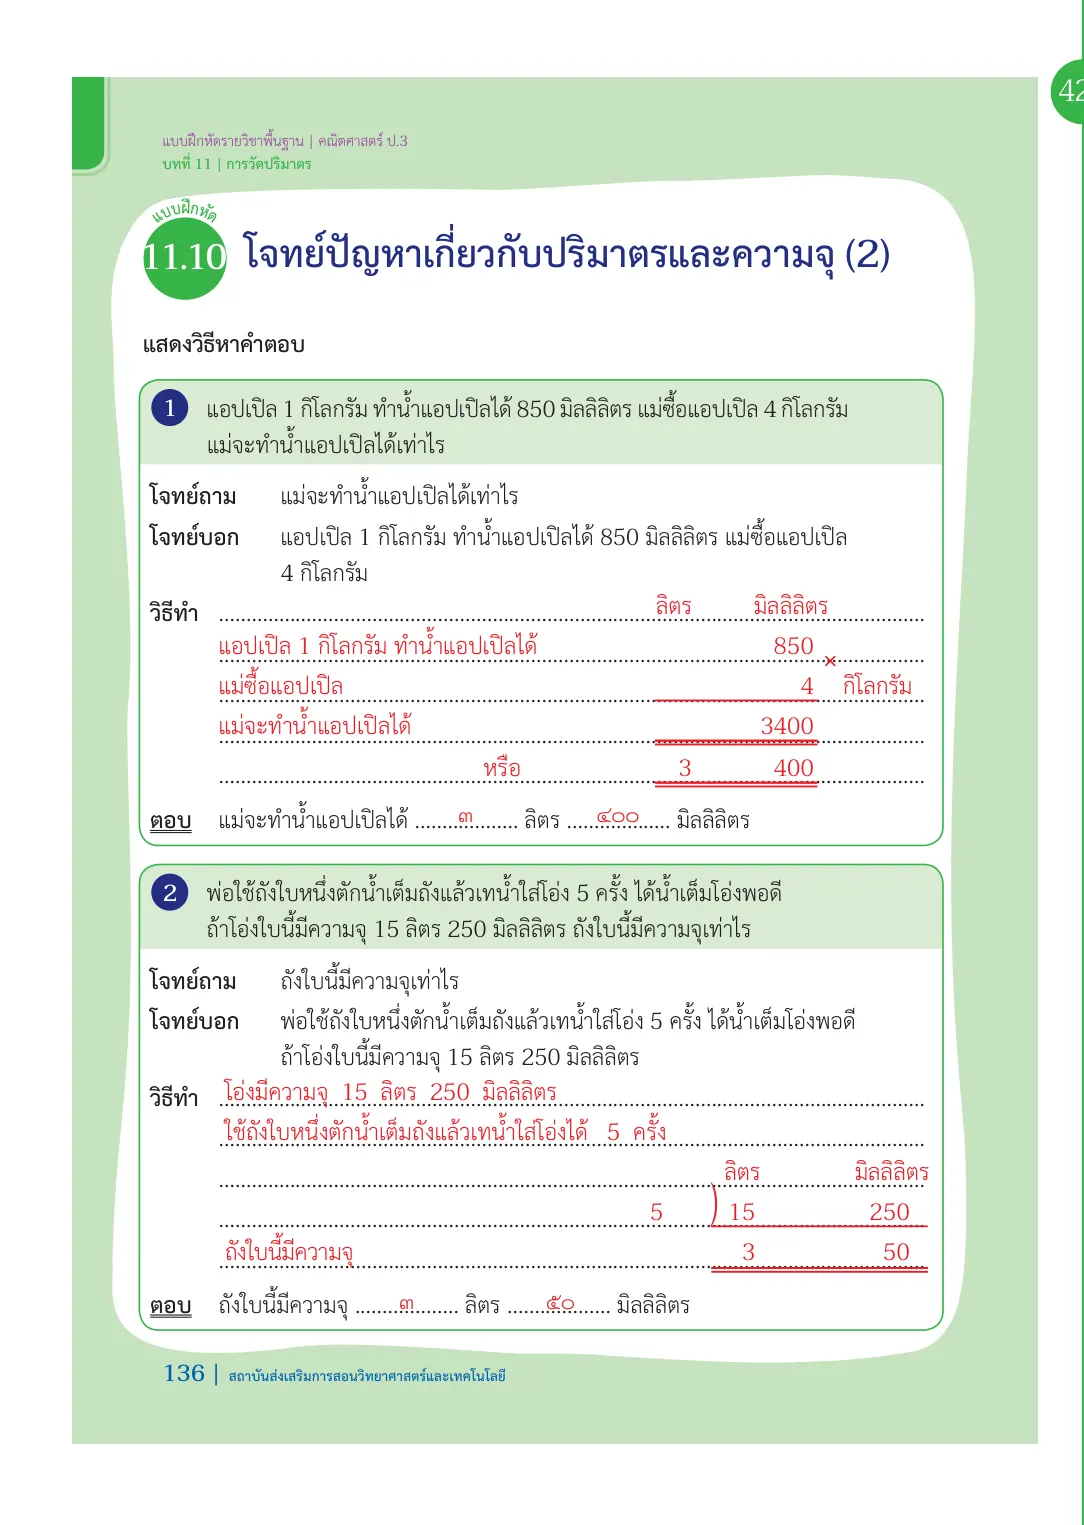 42
แบบฝึกหัดรายวิชาพื้นฐาน | คณิตศาสตร์ ป.3
บทที่ 11 | การวัดปริมาตร
แบบฝึกหัด
11.10 โจทย์ปัญหาเกี่ยวกับปริมาตรและความจุ (2)
แสดงวิธีหาคำตอบ
1 แอปเปิล 1 กิโลกรัม ทำน้ำแอปเปิลได้ 850 มิลลิลิตร แม่ซื้อแอปเปิล 4 กิโลกรัม
แม่จะทำน้ำแอปเปิลได้เท่าไร
โจทย์ถาม แม่จะทำน้ำแอปเปิลได้เท่าไร
โจทย์บอก แอปเปิล 1 กิโลกรัม ทำน้ำแอปเปิลได้ 850 มิลลิลิตร แม่ซื้อแอปเปิล
4 กิโลกรัม
วิธีทำ ลิตร มิลลิลิตร
แอปเปิล 1 กิโลกรัม ทำน้ำแอปเปิลได้ 850 ×
แม่ซื้อแอปเปิล 4 กิโลกรัม
แม่จะทำน้ำแอปเปิลได้ 3400
หรือ 3 400
ตอบ แม่จะทำน้ำแอปเปิลได้ ๓ ลิตร ๔๐๐ มิลลิลิตร
2 พ่อใช้ถังใบหนึ่งตักน้ำเต็มถังแล้วเทน้ำใส่โอ่ง 5 ครั้ง ได้น้ำเต็มโอ่งพอดี
ถ้าโอ่งใบนี้มีความจุ 15 ลิตร 250 มิลลิลิตร ถังใบนี้มีความจุเท่าไร
โจทย์ถาม ถังใบนี้มีความจุเท่าไร
โจทย์บอก พ่อใช้ถังใบหนึ่งตักน้ำเต็มถังแล้วเทน้ำใส่โอ่ง 5 ครั้ง ได้น้ำเต็มโอ่งพอดี
ถ้าโอ่งใบนี้มีความจุ 15 ลิตร 250 มิลลิลิตร
วิธีทำ โอ่งมีความจุ 15 ลิตร 250 มิลลิลิตร
ใช้ถังใบหนึ่งตักน้ำเต็มถังแล้วเทน้ำใส่โอ่งได้ 5 ครั้ง
ลิตร มิลลิลิตร
5 ) 15 250
ถังใบนี้มีความจุ 3 50
ตอบ ถังใบนี้มีความจุ ๓ ลิตร ๕๐ มิลลิลิตร
136 | สถาบันส่งเสริมการสอนวิทยาศาสตร์และเทคโนโลยี